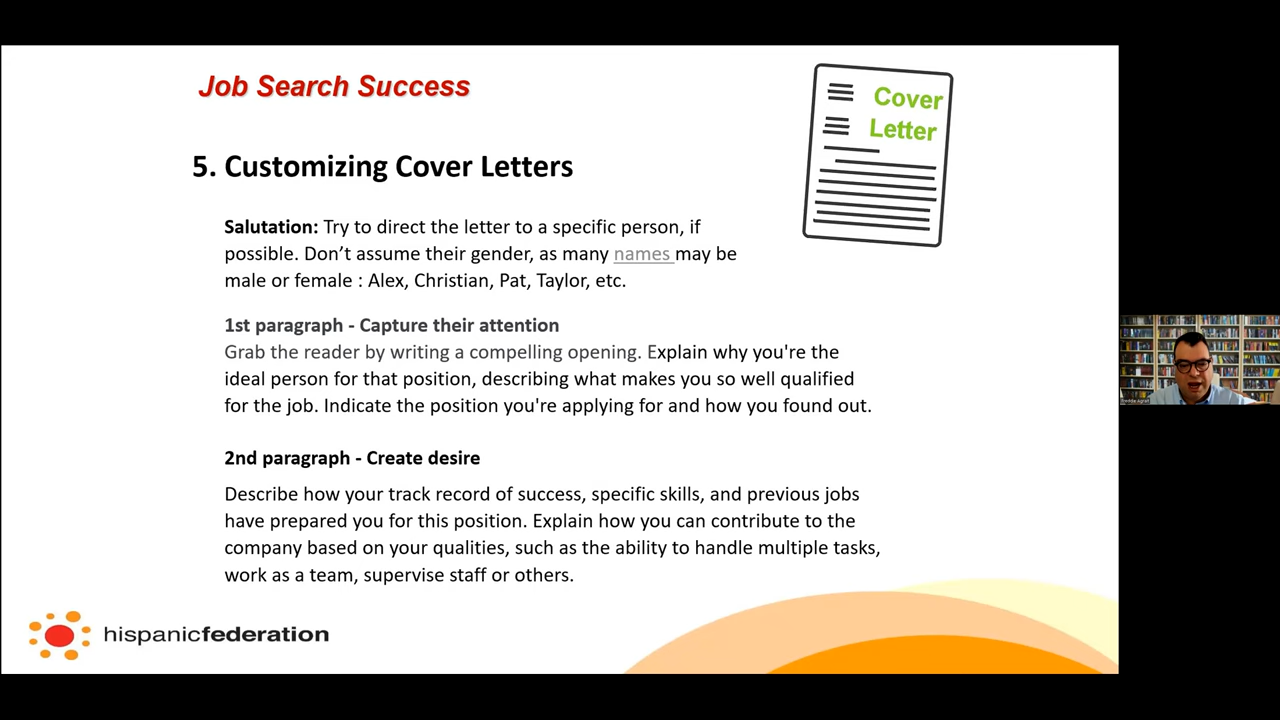 Job Search Success
Cover
Letter
5. Customizing Cover Letters
Salutation: Try to direct the letter to a specific person, if
possible. Don’t assume their gender, as many names may be
male or female : Alex, Christian, Pat, Taylor, etc.
1st paragraph - Capture their attention
Grab the reader by writing a compelling opening. Explain why you're the
ideal person for that position, describing what makes you so well qualified
for the job. Indicate the position you're applying for and how you found out.
2nd paragraph - Create desire
Describe how your track record of success, specific skills, and previous jobs
have prepared you for this position. Explain how you can contribute to the
company based on your qualities, such as the ability to handle multiple tasks,
work as a team, supervise staff or others.
hispanicfederation